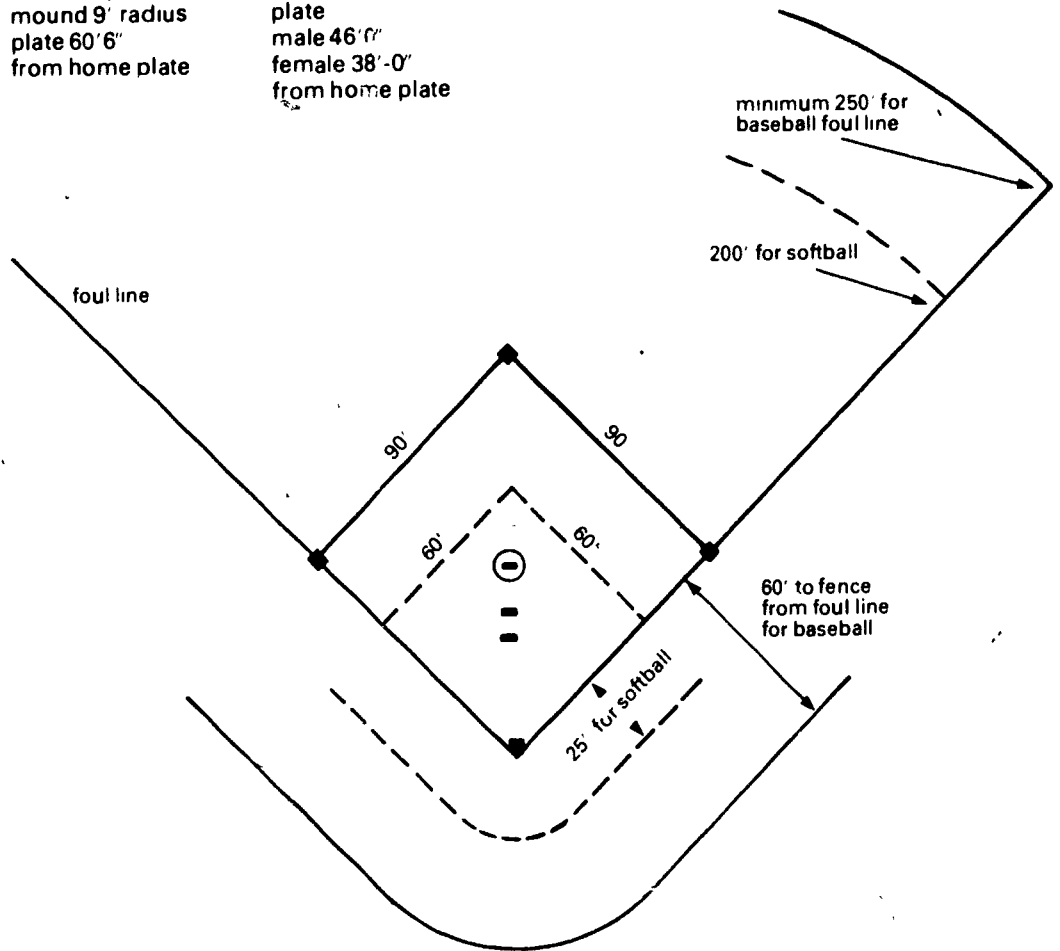 mound 9' radius
plate 60'6"
from home plate
plate
male 46'0"
female 38'-0"
from home plate
minimum 250' for
baseball foul line
200' for softball
foul line
90'
90
60'
60'
60' to fence
from foul line
for baseball
25' for softball